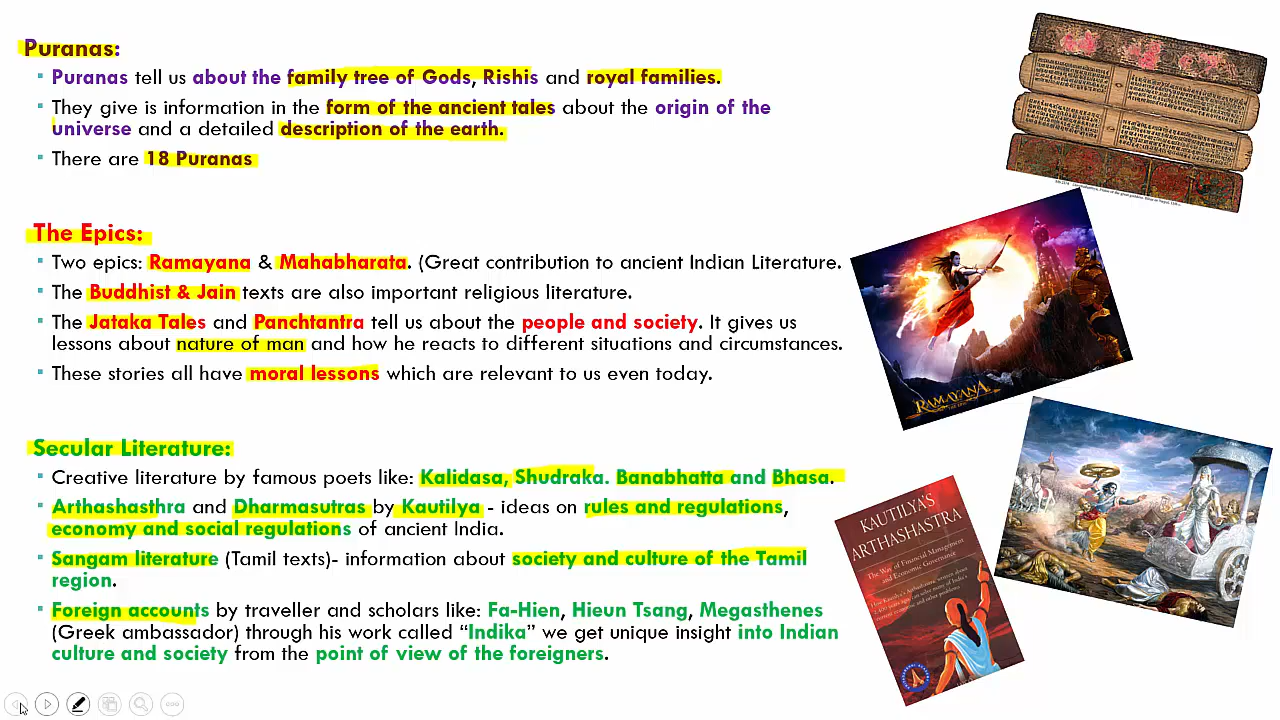 Puranas:
Puranas tell us about the family tree of Gods, Rishis and royal families.
They give is information in the form of the ancient tales about the origin of the
universe and a detailed description of the earth.
There are 18 Puranas
The Epics:
Two epics: Ramayana & Mahabharata. (Great contribution to ancient Indian Literature.
The Buddhist & Jain texts are also important religious literature.
The Jataka Tales and Panchtantra tell us about the people and society. It gives us
lessons about nature of man and how he reacts to different situations and circumstances.
These stories all have moral lessons which are relevant to us even today.
RAMAYANA
Secular Literature:
Creative literature by famous poets like: Kalidasa, Shudraka. Banabhatta and Bhasa.
Arthashasthra and Dharmasutras by Kautilya - ideas on rules and regulations,
economy and social regulations of ancient India.
Sangam literature (Tamil texts)- information about society and culture of the Tamil
region.
Foreign accounts by traveller and scholars like: Fa-Hien, Hieun Tsang, Megasthenes
(Greek ambassador) through his work called “Indika” we get unique insight into Indian
culture and society from the point of view of the foreigners.
KAUTILYA'S
ARTHASHASTRA
The Way of Financial Management
and Economic Governance